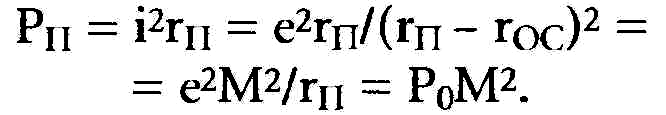 P_П = i²r_П = e²r_П/(r_П – r_ОС)² =
= e²M²/r_П = P₀M².